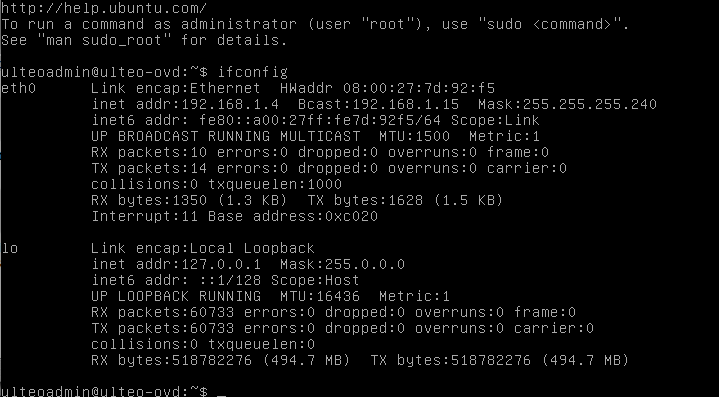 http://help.ubuntu.com/
To run a command as administrator (user "root"), use "sudo <command>".
See "man sudo_root" for details.
ulteoadmin@ulteo-ovd:~$ ifconfig
eth0      Link encap:Ethernet  HWaddr 08:00:27:7d:92:f5
          inet addr:192.168.1.4  Bcast:192.168.1.15  Mask:255.255.255.240
          inet6 addr: fe80::a00:27ff:fe7d:92f5/64 Scope:Link
          UP BROADCAST RUNNING MULTICAST  MTU:1500  Metric:1
          RX packets:10 errors:0 dropped:0 overruns:0 frame:0
          TX packets:14 errors:0 dropped:0 overruns:0 carrier:0
          collisions:0 txqueuelen:1000
          RX bytes:1350 (1.3 KB)  TX bytes:1628 (1.5 KB)
          Interrupt:11 Base address:0xc020
lo        Link encap:Local Loopback
          inet addr:127.0.0.1  Mask:255.0.0.0
          inet6 addr: ::1/128 Scope:Host
          UP LOOPBACK RUNNING  MTU:16436  Metric:1
          RX packets:60733 errors:0 dropped:0 overruns:0 frame:0
          TX packets:60733 errors:0 dropped:0 overruns:0 carrier:0
          collisions:0 txqueuelen:0
          RX bytes:518782276 (494.7 MB)  TX bytes:518782276 (494.7 MB)
ulteoadmin@ulteo-ovd:~$ _